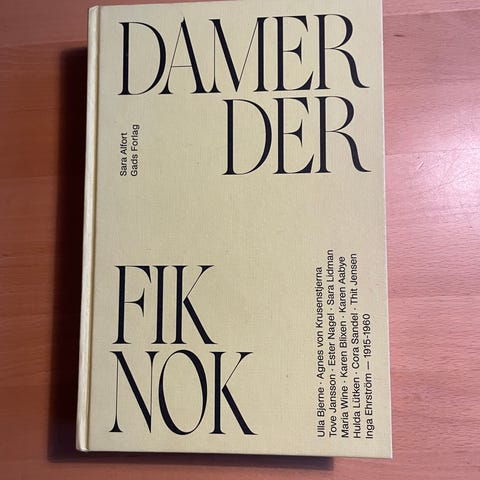 DAMER
DER
Sara Alfort
Gads Forlag
FIK
NOK
Ulla Bjerne · Agnes von Krusenstjerna
Tove Jansson · Ester Nagel · Sara Lidman
Maria Wine · Karen Blixen · Karen Aabye
Hulda Lütken · Cora Sandel · Thit Jensen
Inga Ehrström — 1915-1960